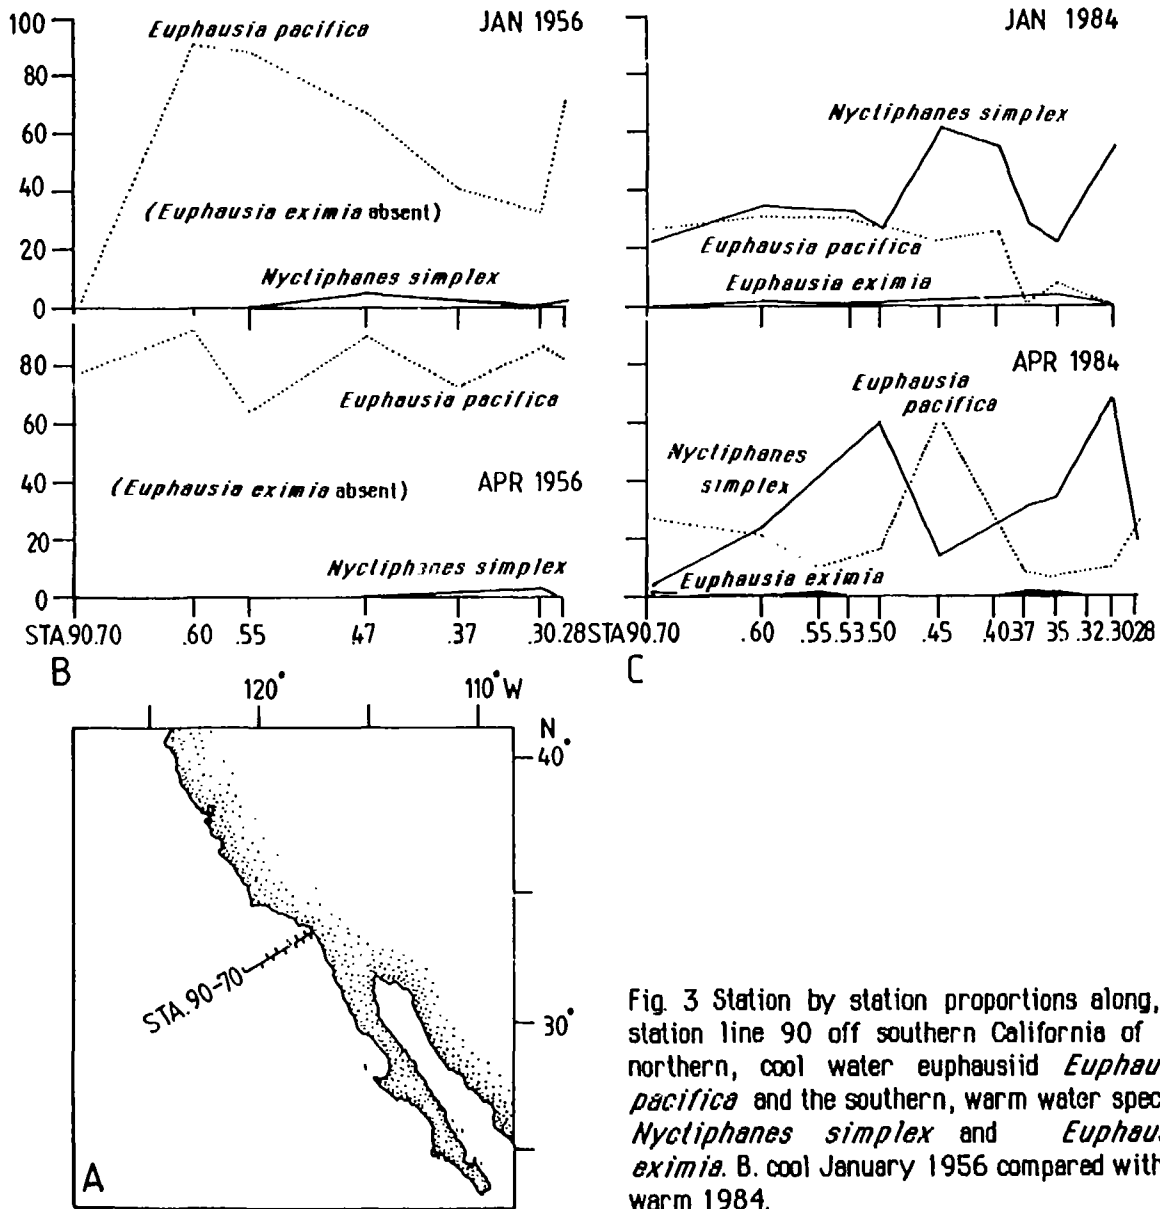 100
80
60
40
20
0
Euphausia pacifica
JAN 1956
(Euphausia eximia absent)
Nyctiphanes simplex
80
60
40
20
0
Euphausia pacifica
(Euphausia eximia absent)
APR 1956
Nyctiphanes simplex
STA.90.70 .60 .55 .47 .37 .30.28
B
JAN 1984
Nyctiphanes simplex
Euphausia pacifica
Euphausia eximia
APR 1984
Euphausia
pacifica
Nyctiphanes
simplex
Euphausia eximia
STA.90.70 .60 .55.53.50 .45 .40.37 35 .32.30.28
C
120° 110° W
N
40°
30°
STA. 90-70
A
Fig. 3 Station by station proportions along,
station line 90 off southern California of
northern, cool water euphausiid Euphau
pacifica and the southern, warm water spec
Nyctiphanes simplex and Euphaus
eximia. B. cool January 1956 compared with
warm 1984.